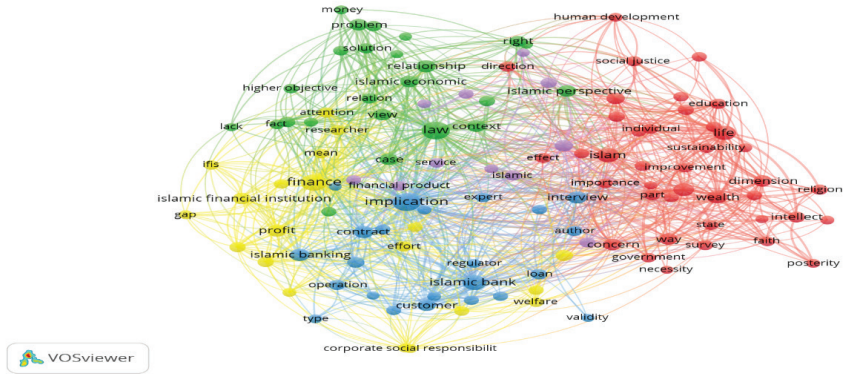 money
human development
problem
right
solution
social justice
relationship
direction
islamic economic
higher objective
islamic perspective
relation
education
attention
view
lack
fact
researcher
law
context
individual
life
sustainability
mean
case
service
effect
islam
ifis
islamic
improvement
finance
financial product
importance
dimension
religion
islamic financial institution
implication
expert
interview
part
wealth
gap
intellect
profit
contract
author
state
effort
concern
way
survey
faith
islamic banking
government
regulator
necessity
posterity
operation
islamic bank
loan
type
customer
welfare
validity
corporate social responsibilit
VOSviewer